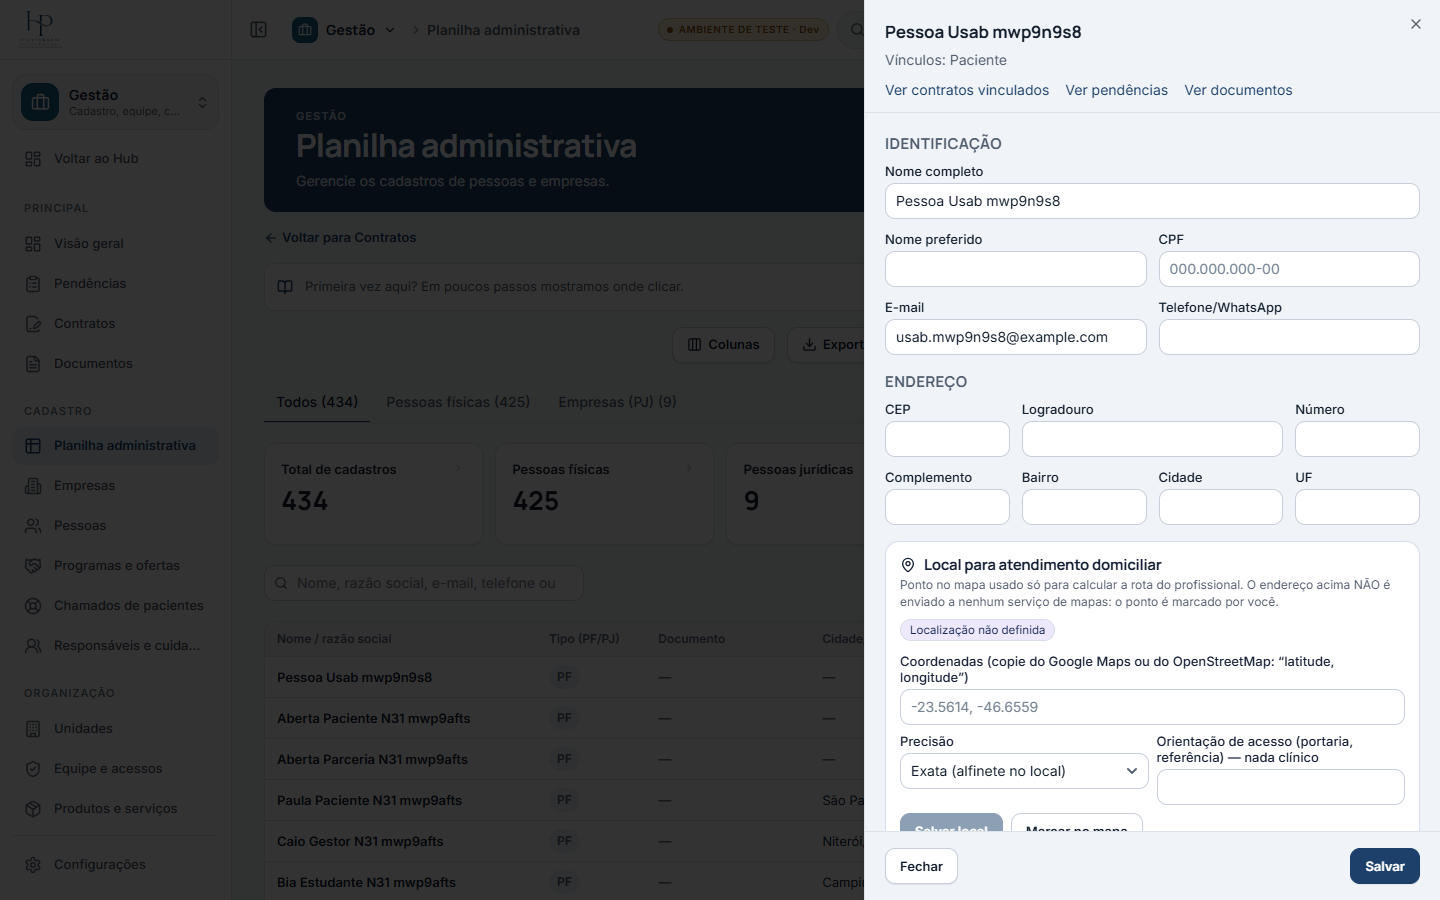 HP
Gestão
Cadastro, equipe, c...
Voltar ao Hub
PRINCIPAL
Visão geral
Pendências
Contratos
Documentos
CADASTRO
Planilha administrativa
Empresas
Pessoas
Programas e ofertas
Chamados de pacientes
Responsáveis e cuida...
ORGANIZAÇÃO
Unidades
Equipe e acessos
Produtos e serviços
Configurações
Gestão
Planilha administrativa
AMBIENTE DE TESTE · Dev
GESTÃO
Planilha administrativa
Gerencie os cadastros de pessoas e empresas.
← Voltar para Contratos
Primeira vez aqui? Em poucos passos mostramos onde clicar.
Colunas
Export
Todos (434)
Pessoas físicas (425)
Empresas (PJ) (9)
Total de cadastros
434
Pessoas físicas
425
Pessoas jurídicas
9
Nome, razão social, e-mail, telefone ou
Nome / razão social Tipo (PF/PJ) Documento Cidade
Pessoa Usab mwp9n9s8 PF — —
Aberta Paciente N31 mwp9afts PF — —
Aberta Parceria N31 mwp9afts PF — —
Paula Paciente N31 mwp9afts PF — São Pa
Caio Gestor N31 mwp9afts PF — Niterói,
Bia Estudante N31 mwp9afts PF — Campi
Pessoa Usab mwp9n9s8
Vínculos: Paciente
Ver contratos vinculados Ver pendências Ver documentos
IDENTIFICAÇÃO
Nome completo
Pessoa Usab mwp9n9s8
Nome preferido
CPF
000.000.000-00
E-mail
usab.mwp9n9s8@example.com
Telefone/WhatsApp
ENDEREÇO
CEP
Logradouro
Número
Complemento
Bairro
Cidade
UF
Local para atendimento domiciliar
Ponto no mapa usado só para calcular a rota do profissional. O endereço acima NÃO é
enviado a nenhum serviço de mapas: o ponto é marcado por você.
Localização não definida
Coordenadas (copie do Google Maps ou do OpenStreetMap: “latitude,
longitude”)
-23.5614, -46.6559
Precisão
Exata (alfinete no local)
Orientação de acesso (portaria,
referência) — nada clínico
Salvar local
Marcar no mapa
Fechar
Salvar